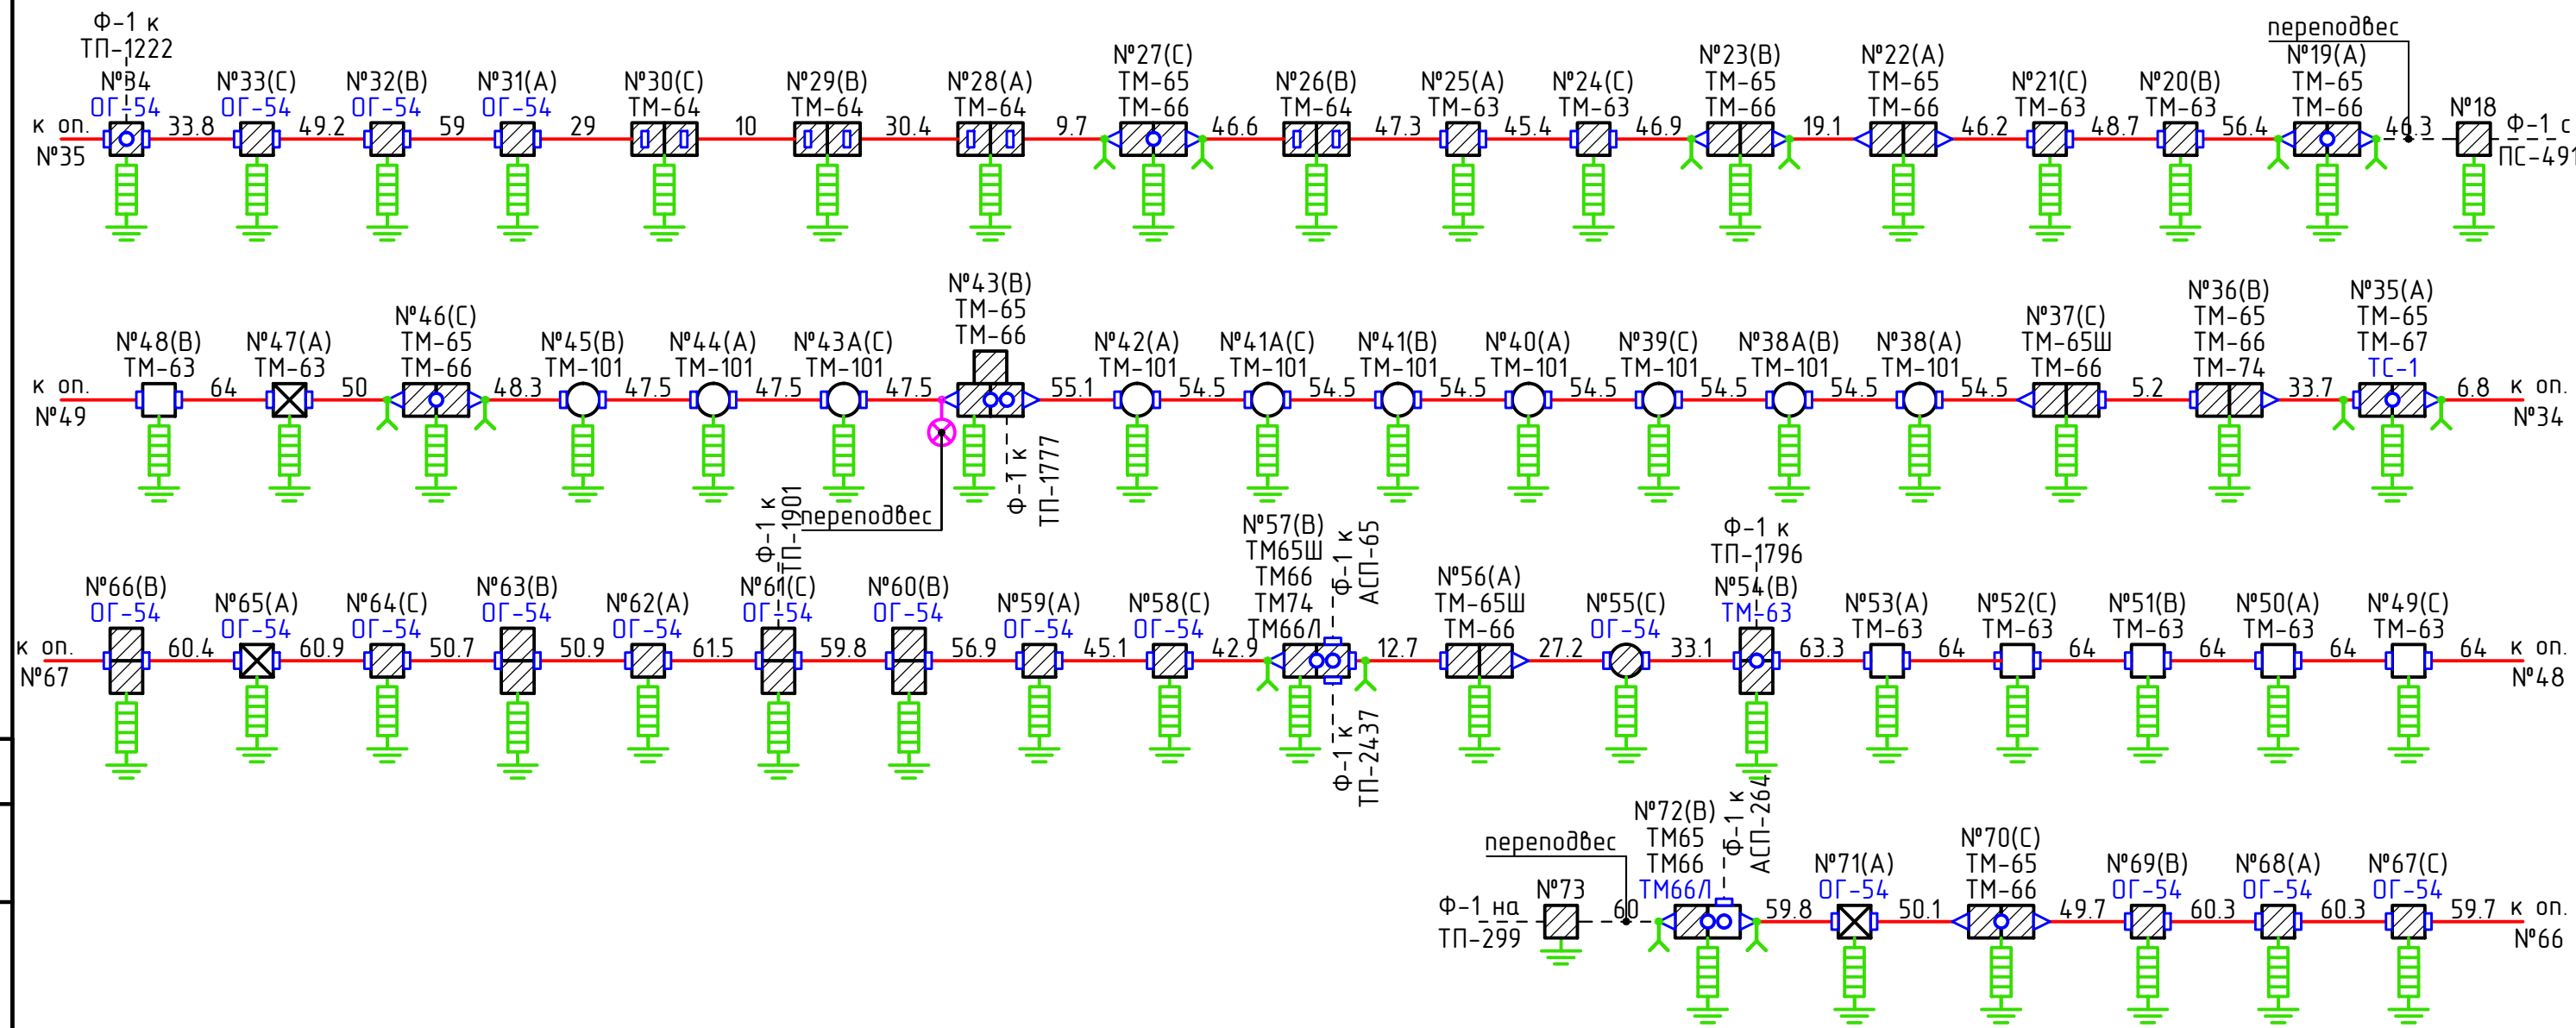 Ф-1 к
ТП-1222
№34
ОГ-54
№33(С)
ОГ-54
№32(В)
ОГ-54
№31(А)
ОГ-54
№30(С)
ТМ-64
№29(В)
ТМ-64
№28(А)
ТМ-64
№27(С)
ТМ-65
ТМ-66
№26(В)
ТМ-64
№25(А)
ТМ-63
№24(С)
ТМ-63
№23(В)
ТМ-65
ТМ-66
№22(А)
ТМ-65
ТМ-66
№21(С)
ТМ-63
№20(В)
ТМ-63
переподвес
№19(А)
ТМ-65
ТМ-66
№18
Ф-1 с
ПС-491
к оп.
№35
33.8 49.2 59 29 10 30.4 9.7 46.6 47.3 45.4 46.9 19.1 46.2 48.7 56.4 46.3
№48(В)
ТМ-63
№47(А)
ТМ-63
№46(С)
ТМ-65
ТМ-66
№45(В)
ТМ-101
№44(А)
ТМ-101
№43А(С)
ТМ-101
№43(В)
ТМ-65
ТМ-66
№42(А)
ТМ-101
№41А(С)
ТМ-101
№41(В)
ТМ-101
№40(А)
ТМ-101
№39(С)
ТМ-101
№38А(В)
ТМ-101
№38(А)
ТМ-101
№37(С)
ТМ-65Ш
ТМ-66
№36(В)
ТМ-65
ТМ-66
ТМ-74
№35(А)
ТМ-65
ТМ-67
ТС-1
к оп.
№49
64 50 48.3 47.5 47.5 47.5 55.1 54.5 54.5 54.5 54.5 54.5 54.5 54.5 5.2 33.7 6.8
к оп.
№34
переподвес
Ф-1 к
ТП-1777
№66(В)
ОГ-54
№65(А)
ОГ-54
№64(С)
ОГ-54
№63(В)
ОГ-54
№62(А)
ОГ-54
Ф-1 к
ТП-1901
№61(С)
ОГ-54
№60(В)
ОГ-54
№59(А)
ОГ-54
№58(С)
ОГ-54
№57(В)
ТМ65Ш
ТМ66
ТМ74
ТМ66Л
Ф-1 к
АСП-65
Ф-1 к
ТП-2437
№56(А)
ТМ-65Ш
ТМ-66
№55(С)
ОГ-54
Ф-1 к
ТП-1796
№54(В)
ТМ-63
№53(А)
ТМ-63
№52(С)
ТМ-63
№51(В)
ТМ-63
№50(А)
ТМ-63
№49(С)
ТМ-63
к оп.
№67
60.4 60.9 50.7 50.9 61.5 59.8 56.9 45.1 42.9 12.7 27.2 33.1 63.3 64 64 64 64 64
к оп.
№48
переподвес
Ф-1 на
ТП-299
№73
№72(В)
ТМ65
ТМ66
ТМ66Л
Ф-1 к
АСП-264
№71(А)
ОГ-54
№70(С)
ТМ-65
ТМ-66
№69(В)
ОГ-54
№68(А)
ОГ-54
№67(С)
ОГ-54
60 59.8 50.1 49.7 60.3 60.3 59.7
к оп.
№66